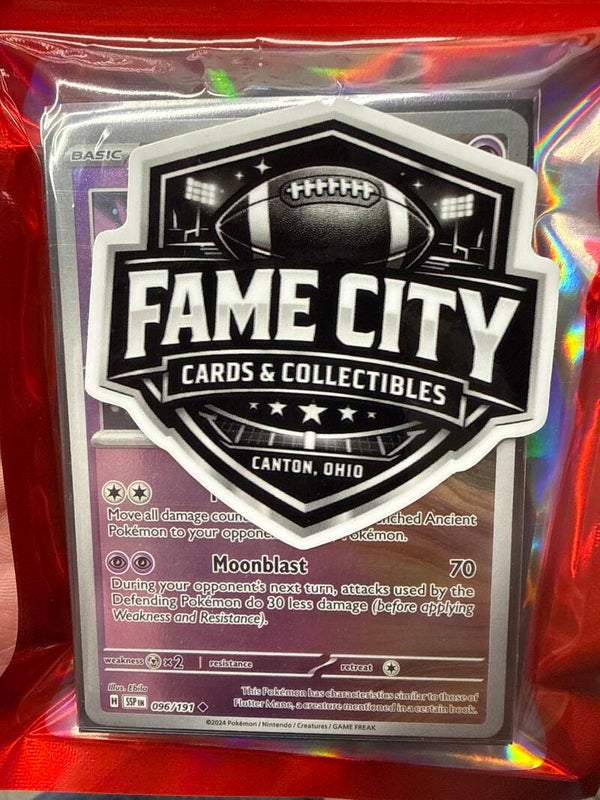 BASIC
FAME CITY
CARDS & COLLECTIBLES
CANTON, OHIO
Move all damage
Ancient
Pokémon to your
Moonblast 70
During your opponent's next turn, attacks used by the
Defending Pokémon do 30 less damage (before applying
Weakness and Resistance).
weakness ×2 resistance retreat
Illus. Ebila
This Pokémon has characteristics similar to those of
H SSP EN 096/191
Flutter Mane, a creature mentioned in a certain book.
©2024 Pokémon / Nintendo / Creatures / GAME FREAK